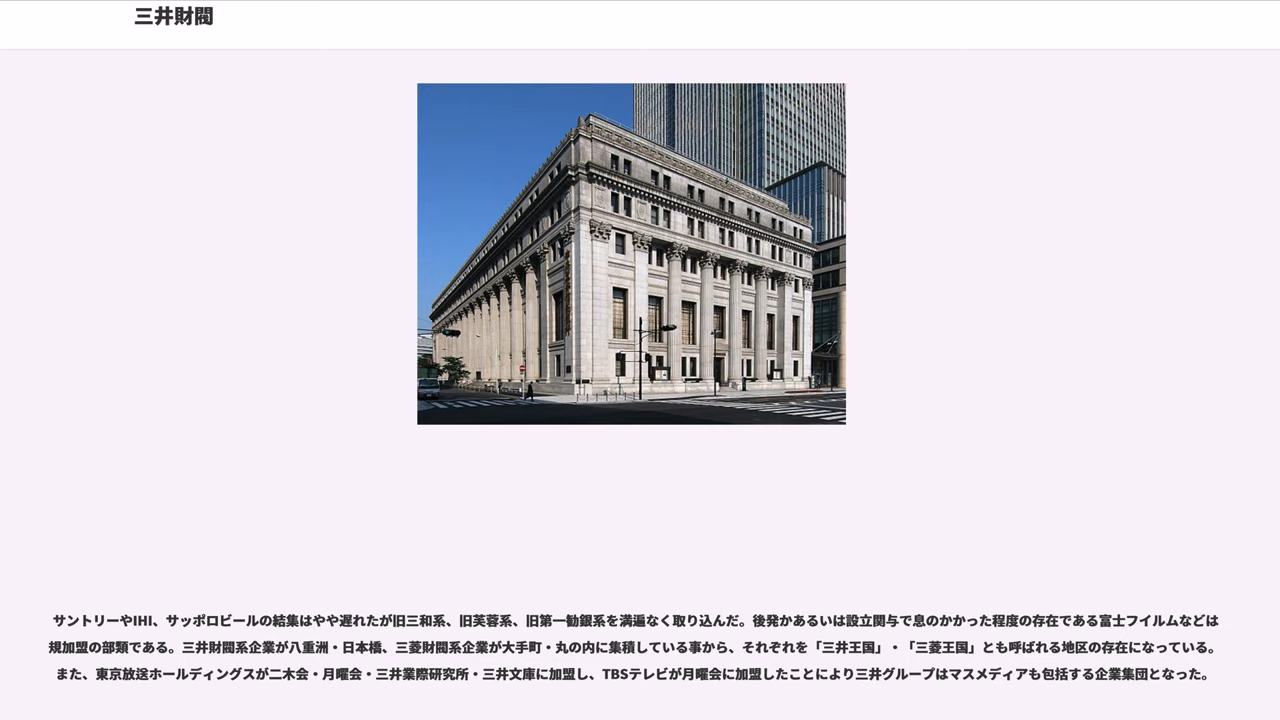 三井財閥
サントリーやIHI、サッポロビールの結集はやや遅れたが旧三和系、旧芙蓉系、旧第一勧銀系を満遍なく取り込んだ。後発かあるいは設立関与で息のかかった程度の存在である富士フイルムなどは
規加盟の部類である。三井財閥系企業が八重洲・日本橋、三菱財閥系企業が大手町・丸の内に集積している事から、それぞれを「三井王国」・「三菱王国」とも呼ばれる地区の存在になっている。
また、東京放送ホールディングスが二木会・月曜会・三井業際研究所・三井文庫に加盟し、TBSテレビが月曜会に加盟したことにより三井グループはマスメディアも包括する企業集団となった。